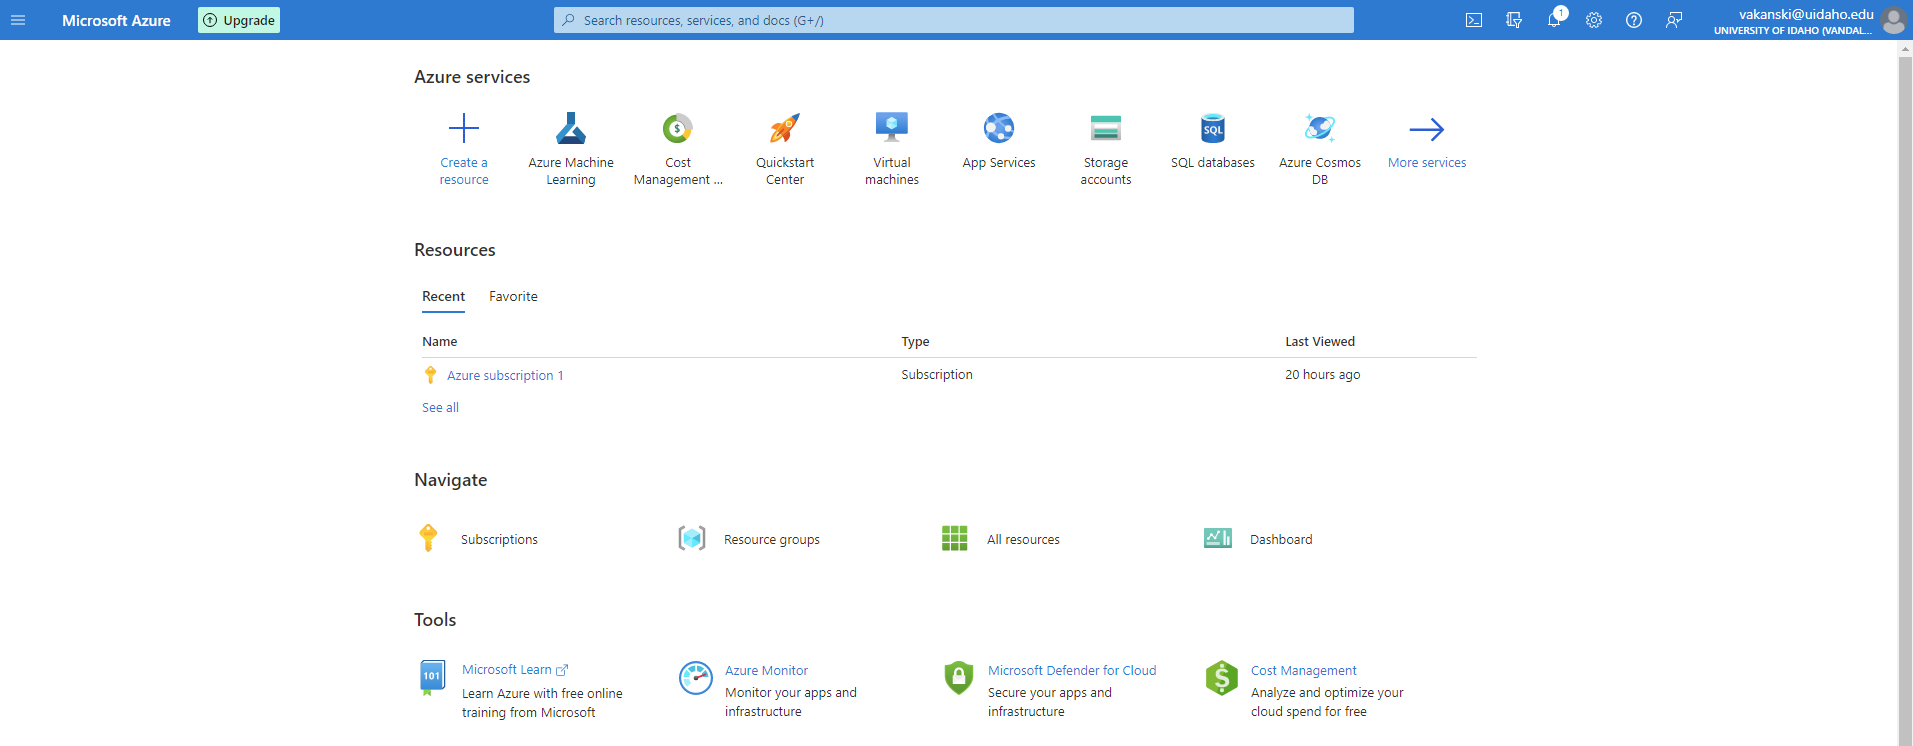 Microsoft Azure
Upgrade
Search resources, services, and docs (G+/)
1
vakanski@uidaho.edu
UNIVERSITY OF IDAHO (VANDAL...
Azure services
Create a
resource
Azure Machine
Learning
Cost
Management ...
Quickstart
Center
Virtual
machines
App Services
Storage
accounts
SQL
SQL databases
Azure Cosmos
DB
More services
Resources
Recent
Favorite
Name
Type
Last Viewed
Azure subscription 1
Subscription
20 hours ago
See all
Navigate
Subscriptions
Resource groups
All resources
Dashboard
Tools
101
Microsoft Learn
Learn Azure with free online
training from Microsoft
Azure Monitor
Monitor your apps and
infrastructure
Microsoft Defender for Cloud
Secure your apps and
infrastructure
Cost Management
Analyze and optimize your
cloud spend for free